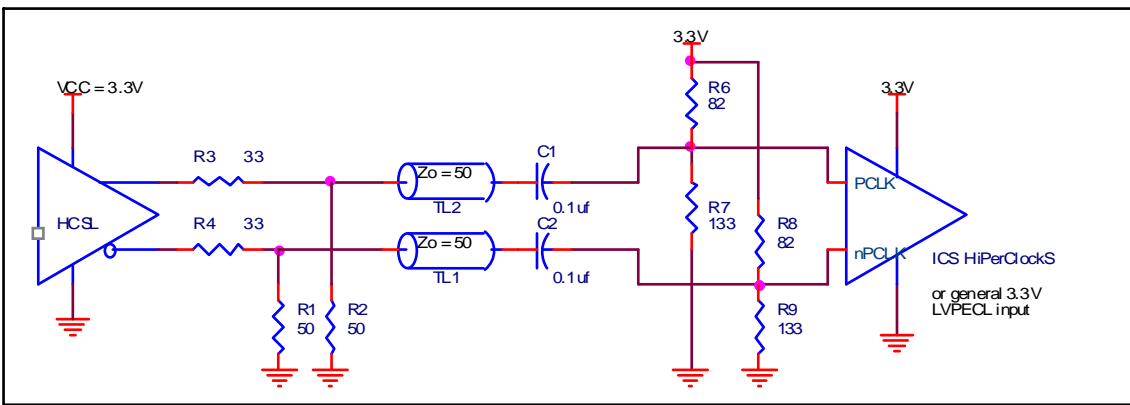 3.3V
VCC = 3.3V
R6
82
3.3V
R3 33
C1
Zo = 50
TL2
0.1uf
PCLK
HCSL
R4 33
R7
133
C2
Zo = 50
TL1
0.1uf
R8
82
nPCLK
ICS HiPerClockS
or general 3.3V
LVPECL input
R1
50
R2
50
R9
133